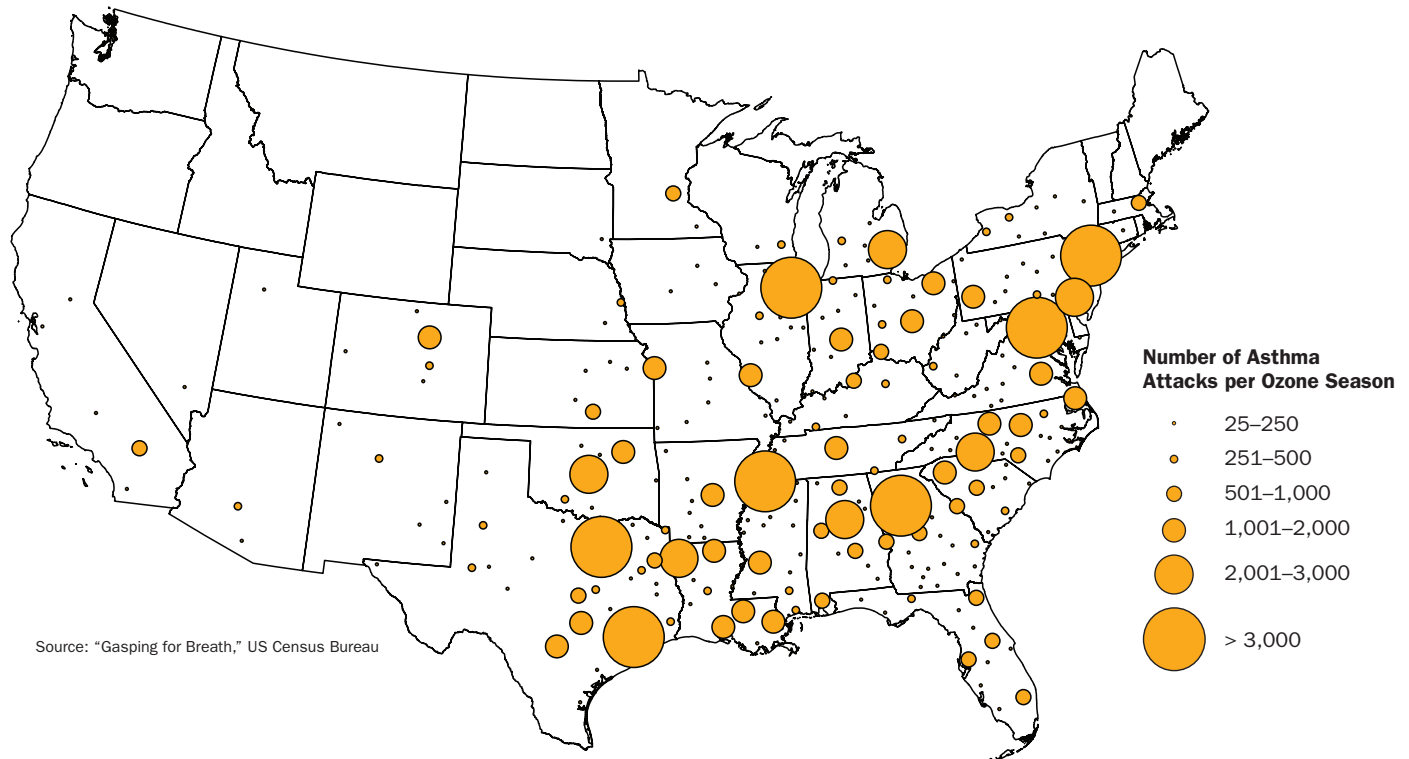 Number of Asthma
Attacks per Ozone Season
25–250
251–500
501–1,000
1,001–2,000
2,001–3,000
> 3,000
Source: “Gasping for Breath,” US Census Bureau